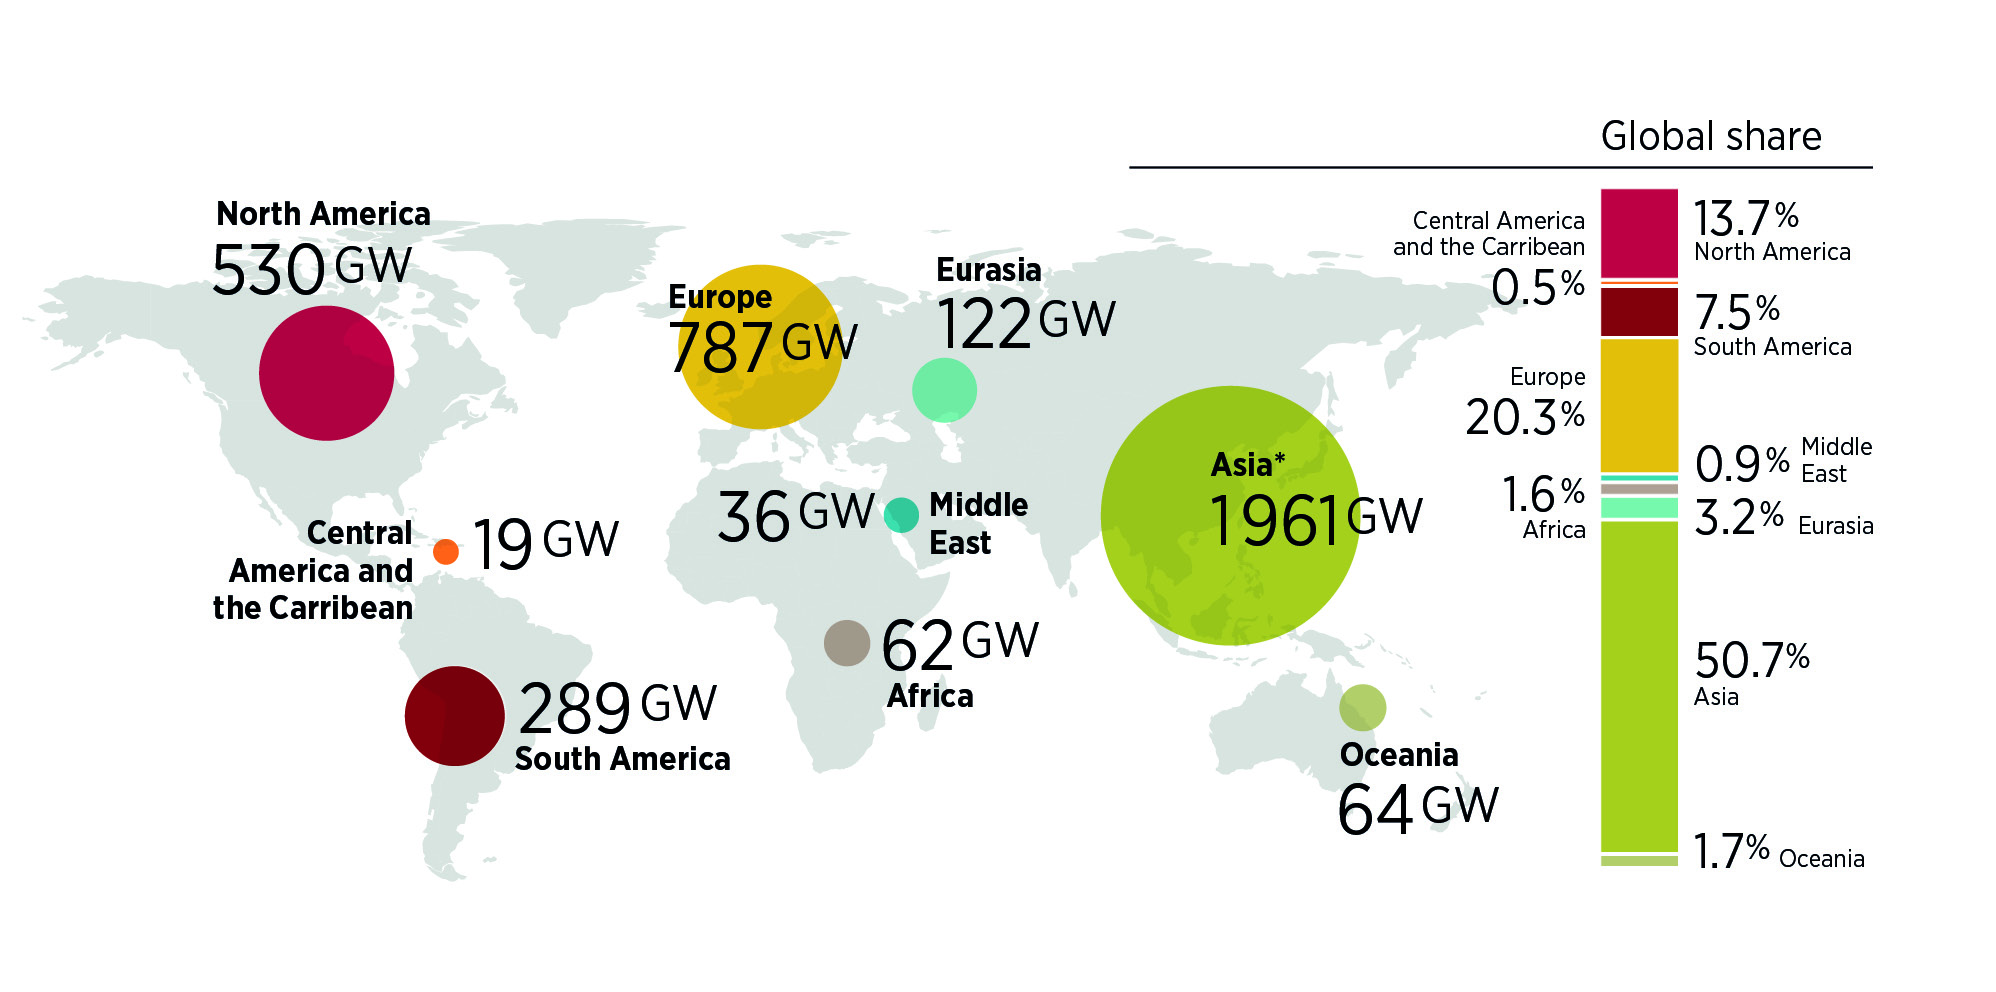 Global share
North America
530 GW
Europe
787 GW
Eurasia
122 GW
Asia*
1961 GW
36 GW
Middle
East
Central
America and
the Carribean
19 GW
62 GW
Africa
289 GW
South America
Oceania
64 GW
Central America
and the Carribean
0.5%
13.7%
North America
7.5%
South America
Europe
20.3%
0.9% Middle
East
1.6%
Africa
3.2% Eurasia
50.7%
Asia
1.7% Oceania